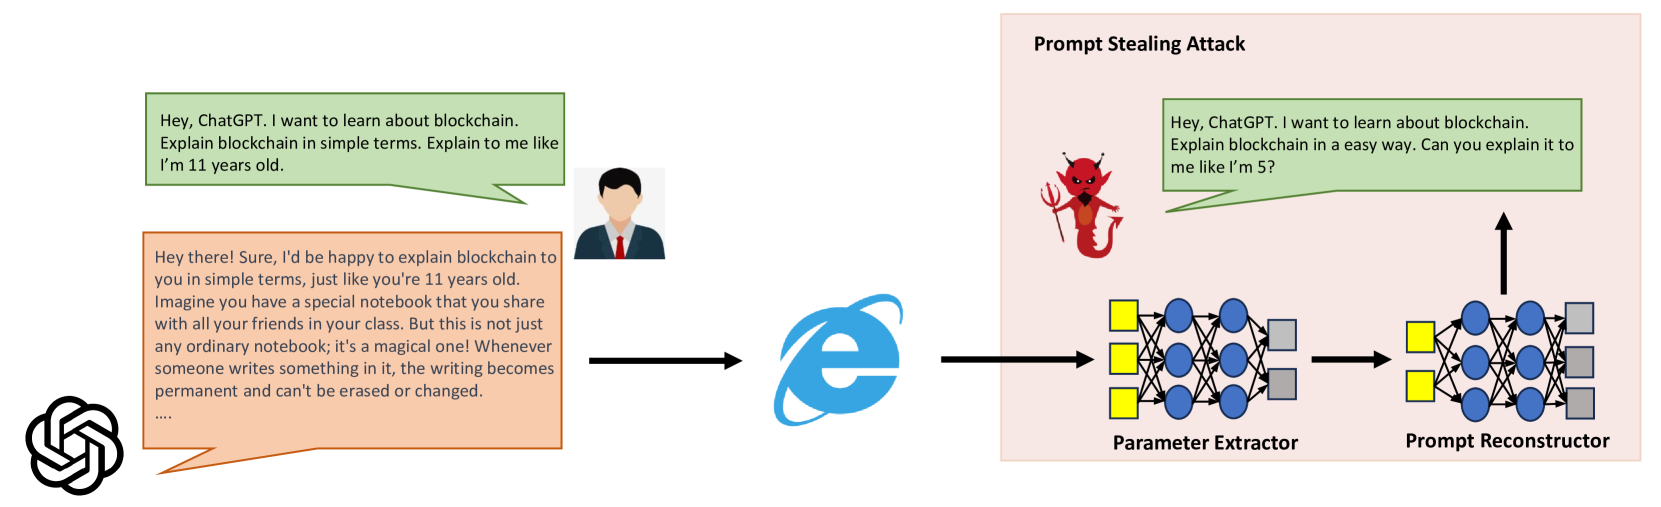 Prompt Stealing Attack
Hey, ChatGPT. I want to learn about blockchain.
Explain blockchain in simple terms. Explain to me like
I’m 11 years old.
Hey, ChatGPT. I want to learn about blockchain.
Explain blockchain in a easy way. Can you explain it to
me like I’m 5?
Hey there! Sure, I'd be happy to explain blockchain to
you in simple terms, just like you're 11 years old.
Imagine you have a special notebook that you share
with all your friends in your class. But this is not just
any ordinary notebook; it's a magical one! Whenever
someone writes something in it, the writing becomes
permanent and can't be erased or changed.
....
Parameter Extractor
Prompt Reconstructor